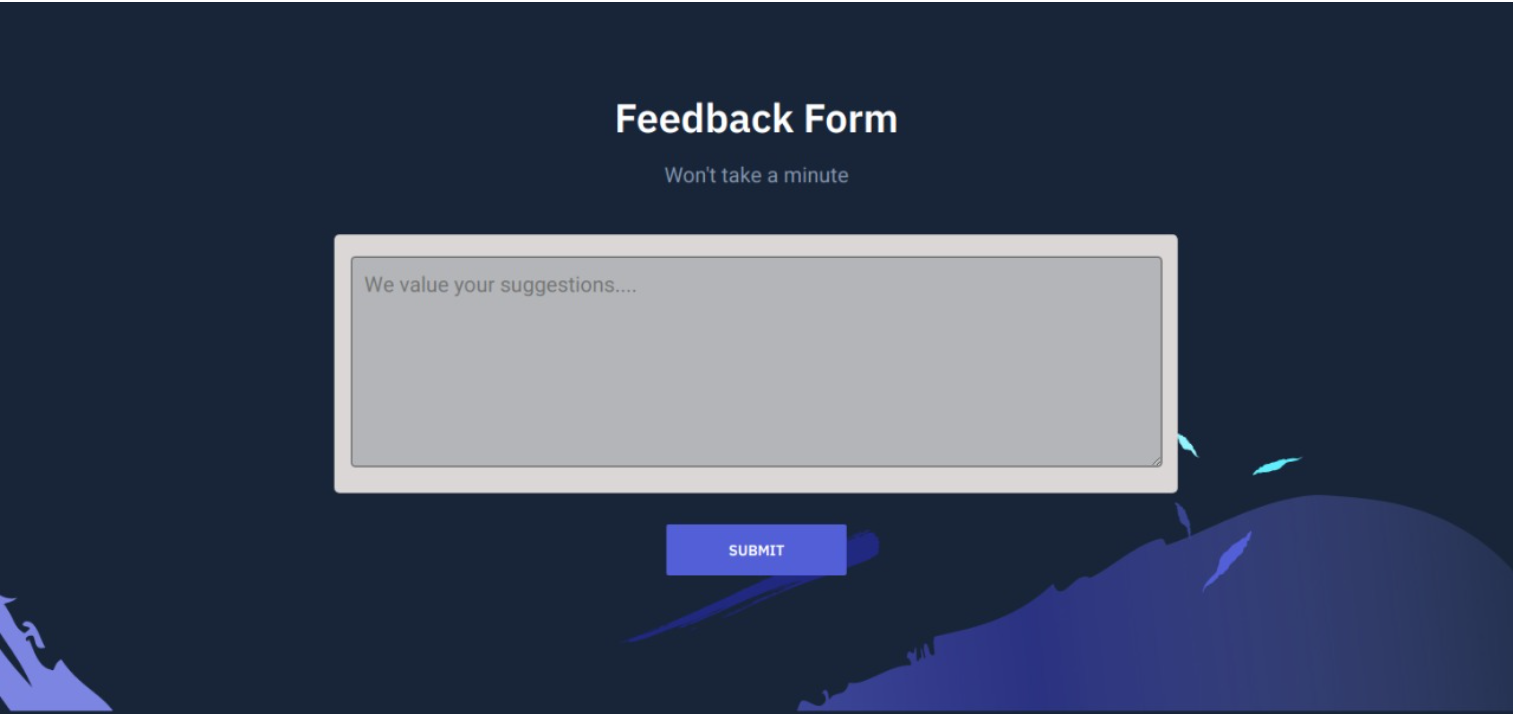 Feedback Form
Won't take a minute
We value your suggestions....
SUBMIT